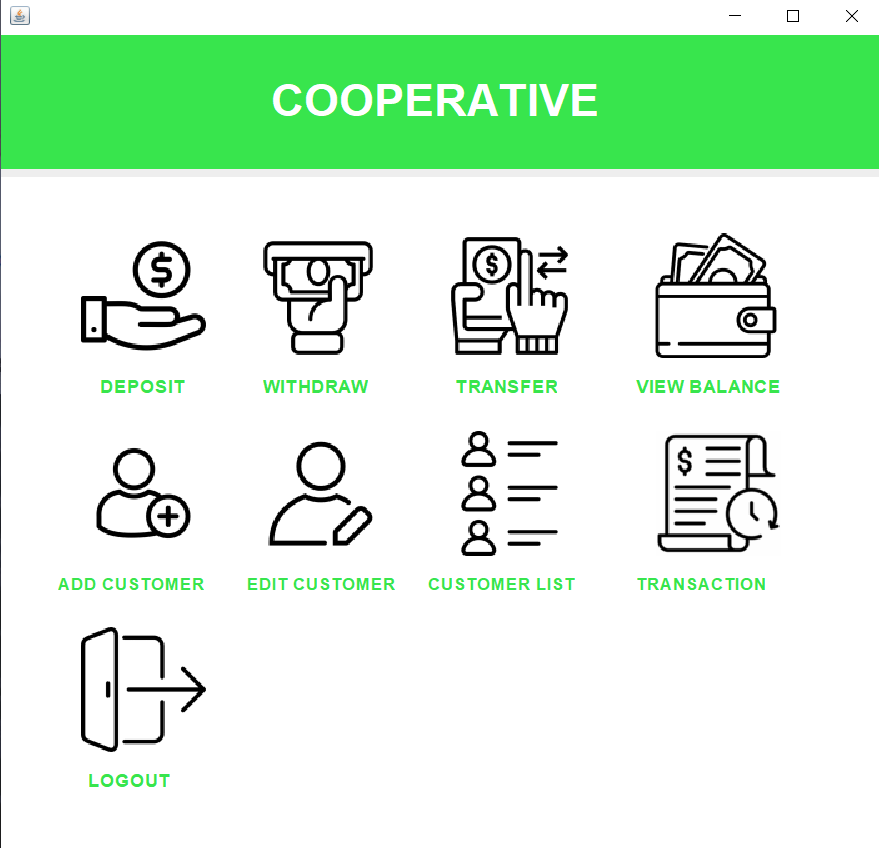 COOPERATIVE
DEPOSIT WITHDRAW TRANSFER VIEW BALANCE
ADD CUSTOMER EDIT CUSTOMER CUSTOMER LIST TRANSACTION
LOGOUT